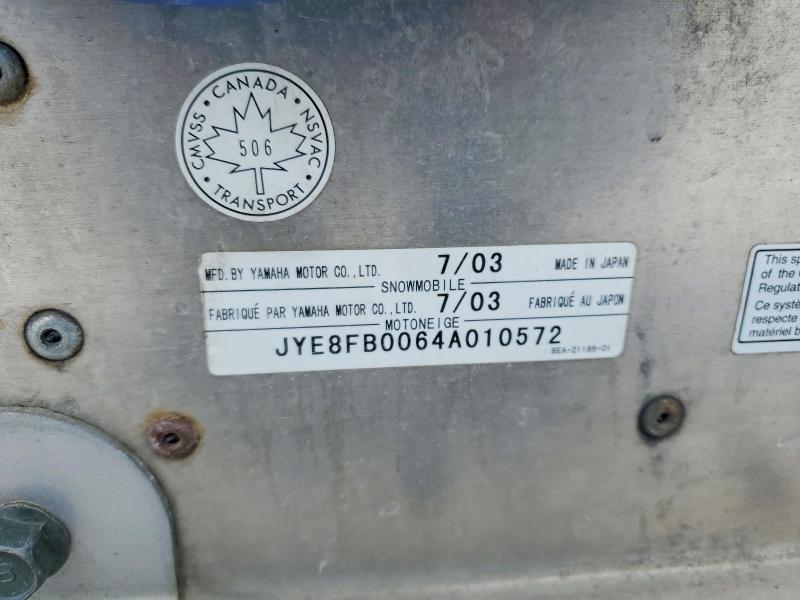 CMVSS • CANADA • NSVAC • TRANSPORT •
506
MFD. BY YAMAHA MOTOR CO., LTD. 7/03 MADE IN JAPAN
SNOWMOBILE
FABRIQUÉ PAR YAMAHA MOTOR CO., LTD. 7/03 FABRIQUÉ AU JAPON
MOTONEIGE
JYE8FB0064A010572
8EA-21186-01
This sp
of the
Regulat
Ce systè
respecte
matériel b